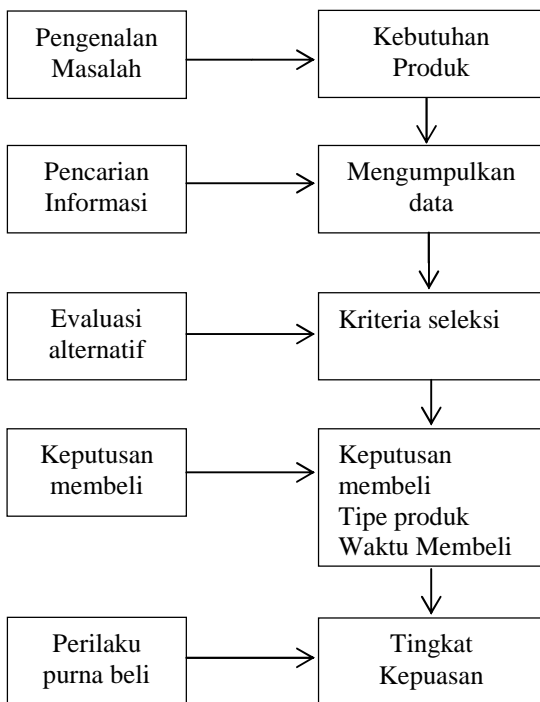 Pengenalan
Masalah
Kebutuhan
Produk
Pencarian
Informasi
Mengumpulkan
data
Evaluasi
alternatif
Kriteria seleksi
Keputusan
membeli
Keputusan
membeli
Tipe produk
Waktu Membeli
Perilaku
purna beli
Tingkat
Kepuasan